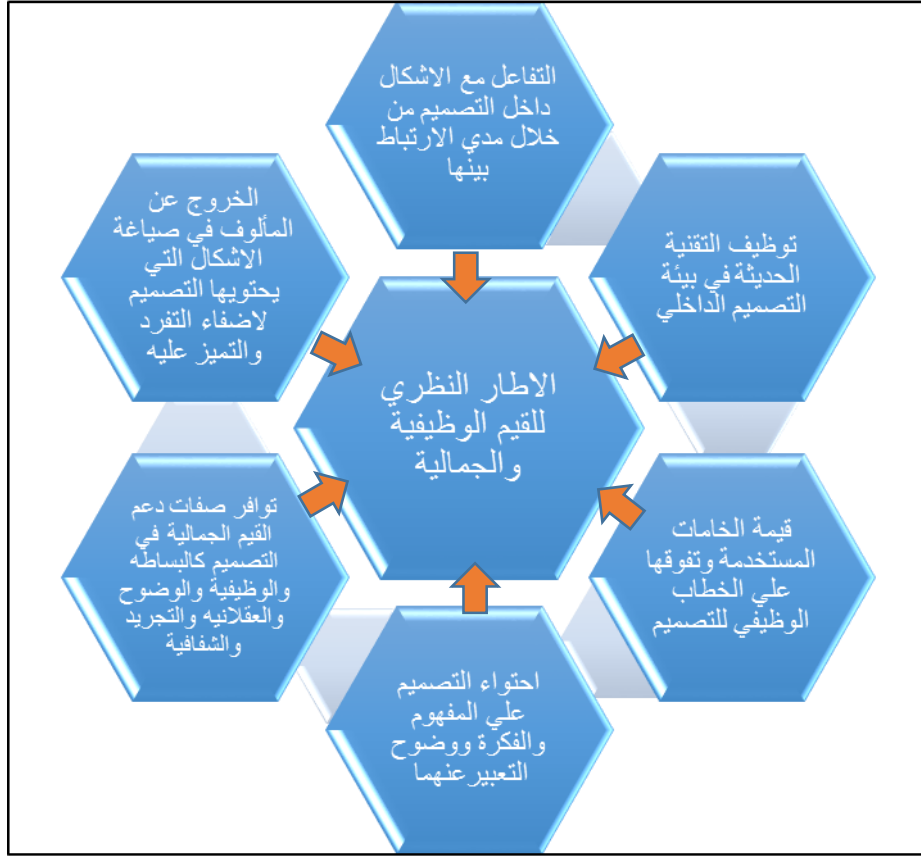 التفاعل مع الاشكال
داخل التصميم من
خلال مدي الارتباط
بينها
توظيف التقنية
الحديثة في بيئة
التصميم الداخلي
قيمة الخامات
المستخدمة وتفوقها
علي الخطاب
الوظيفي للتصميم
احتواء التصميم
علي المفهوم
والفكرة ووضوح
التعبير عنهما
توافر صفات دعم
القيم الجمالية في
التصميم كالبساطه
والوظيفية والوضوح
والعقلانيه والتجريد
والشفافية
الخروج عن
المألوف في صياغة
الاشكال التي
يحتويها التصميم
لاضفاء التفرد
والتميز عليه
الاطار النظري
للقيم الوظيفية
والجمالية